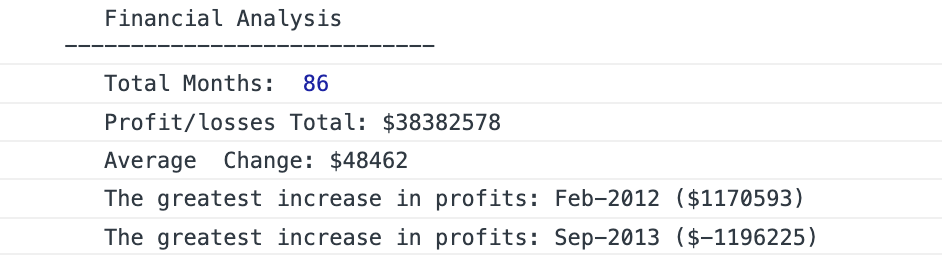 Financial Analysis
----------------------------
Total Months:  86
Profit/losses Total: $38382578
Average  Change: $48462
The greatest increase in profits: Feb-2012 ($1170593)
The greatest increase in profits: Sep-2013 ($-1196225)